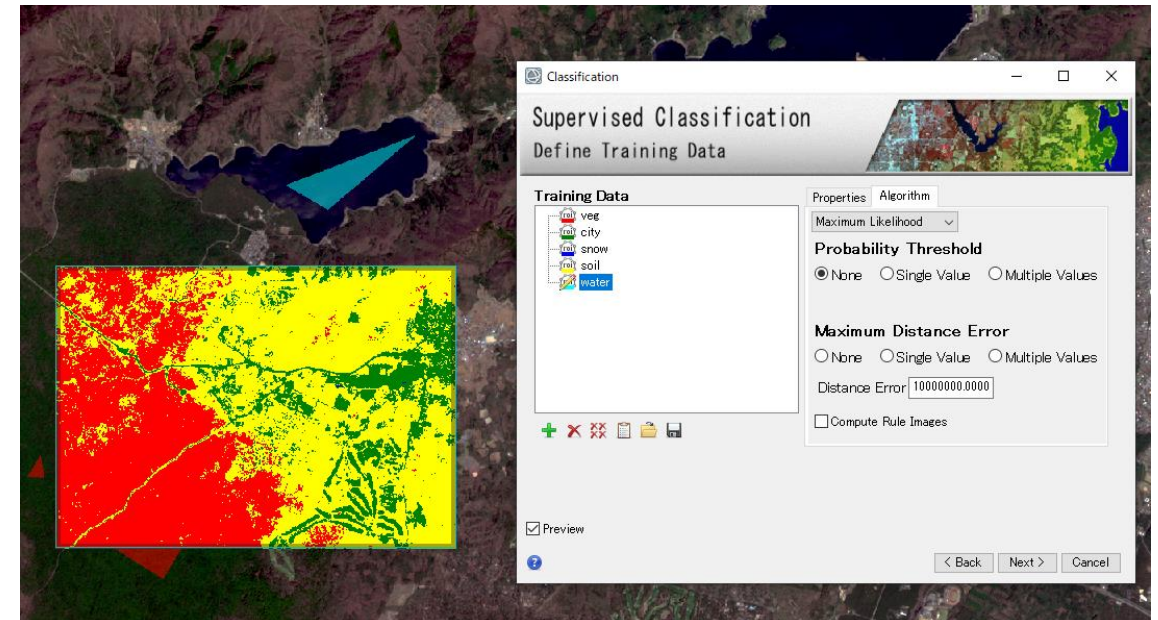 Classification
Supervised Classification
Define Training Data
Training Data
veg
city
snow
soil
water
Properties Algorithm
Maximum Likelihood
Probability Threshold
None Single Value Multiple Values
Maximum Distance Error
None Single Value Multiple Values
Distance Error 10000000.0000
Compute Rule Images
Preview
< Back Next > Cancel